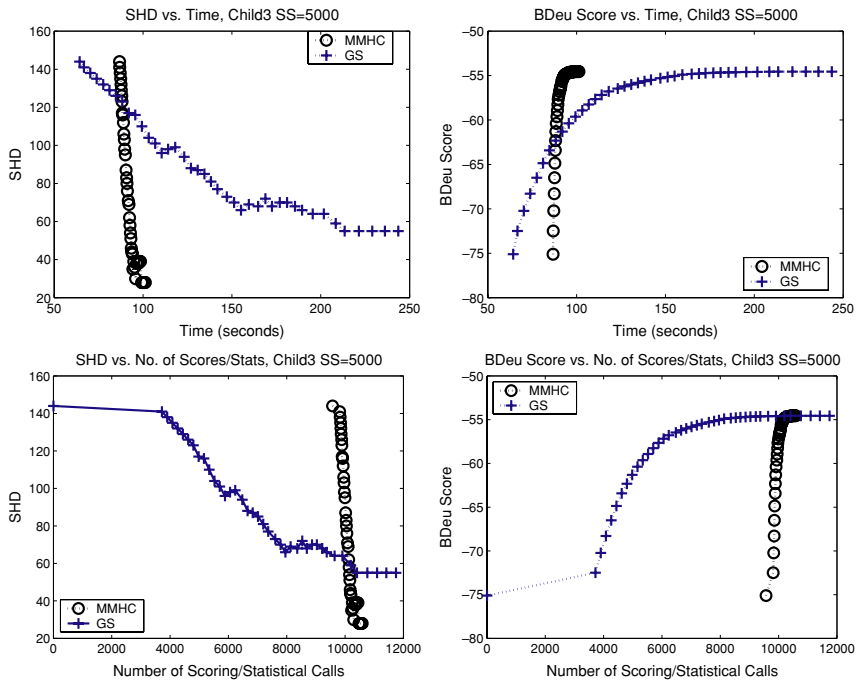 SHD vs. Time, Child3 SS=5000
160
140
120
100
80
60
40
20
SHD
50
100
150
200
250
Time (seconds)
MMHC
GS
BDeu Score vs. Time, Child3 SS=5000
−50
−55
−60
−65
−70
−75
−80
BDeu Score
50
100
150
200
250
Time (seconds)
MMHC
GS
SHD vs. No. of Scores/Stats, Child3 SS=5000
160
140
120
100
80
60
40
20
SHD
MMHC
GS
0
2000
4000
6000
8000
10000
12000
Number of Scoring/Statistical Calls
BDeu Score vs. No. of Scores/Stats, Child3 SS=5000
−50
−55
−60
−65
−70
−75
−80
BDeu Score
MMHC
GS
0
2000
4000
6000
8000
10000
12000
Number of Scoring/Statistical Calls